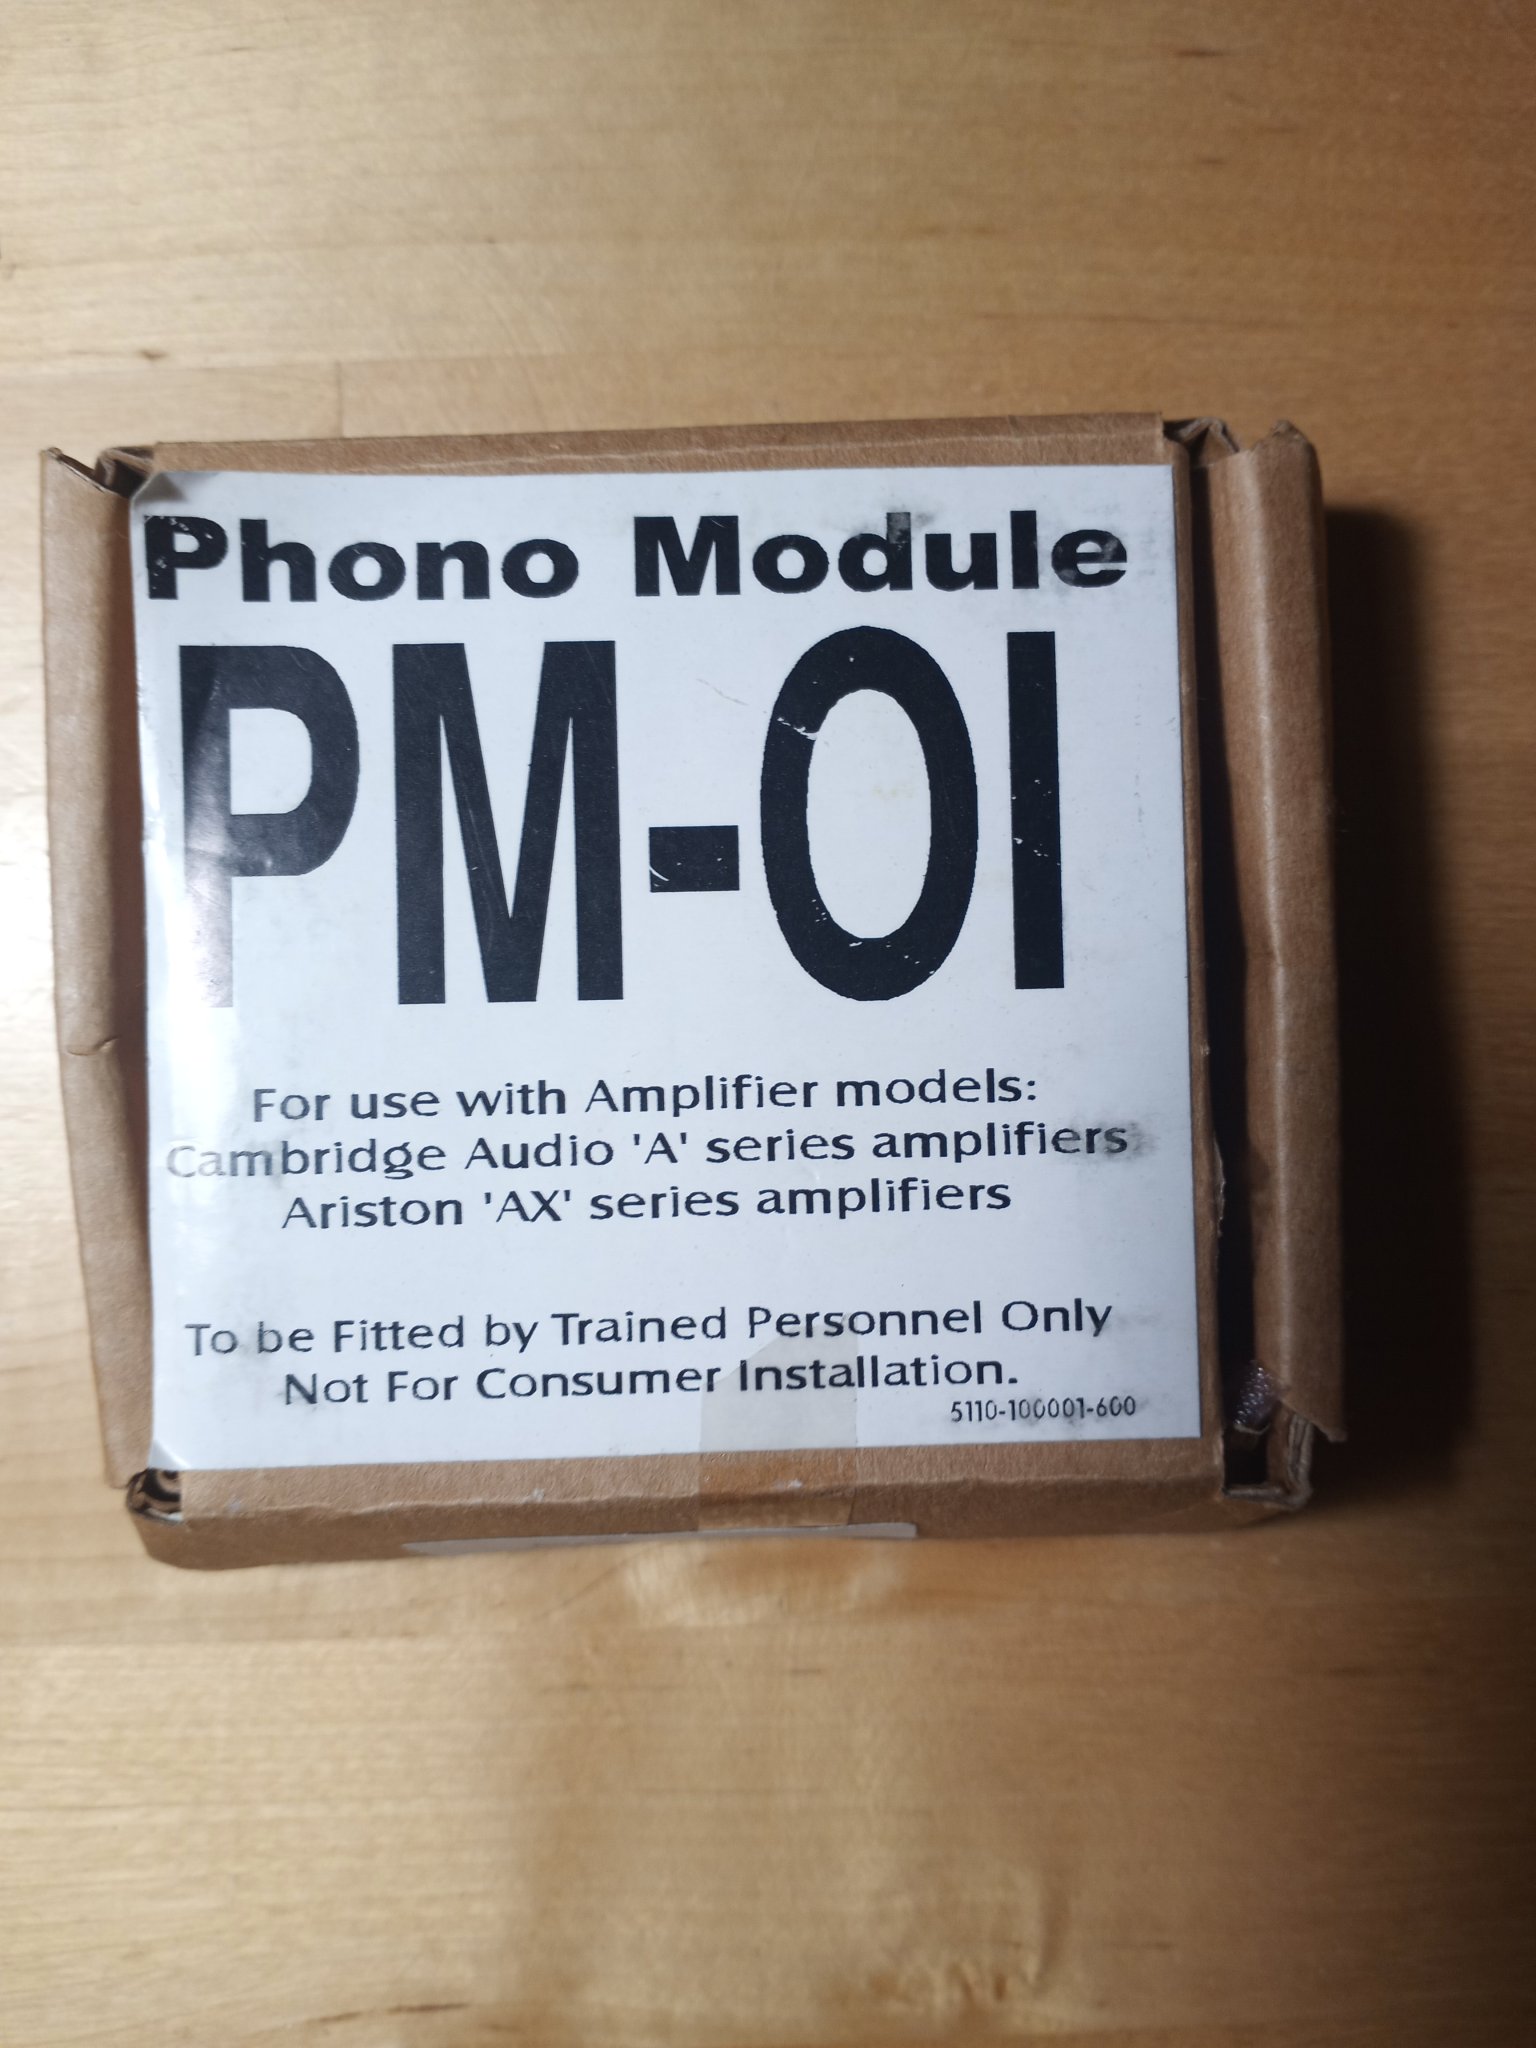 Phono Module
PM-01
For use with Amplifier models:
Cambridge Audio 'A' series amplifiers
Ariston 'AX' series amplifiers
To be Fitted by Trained Personnel Only
Not For Consumer Installation.
5110-100001-600